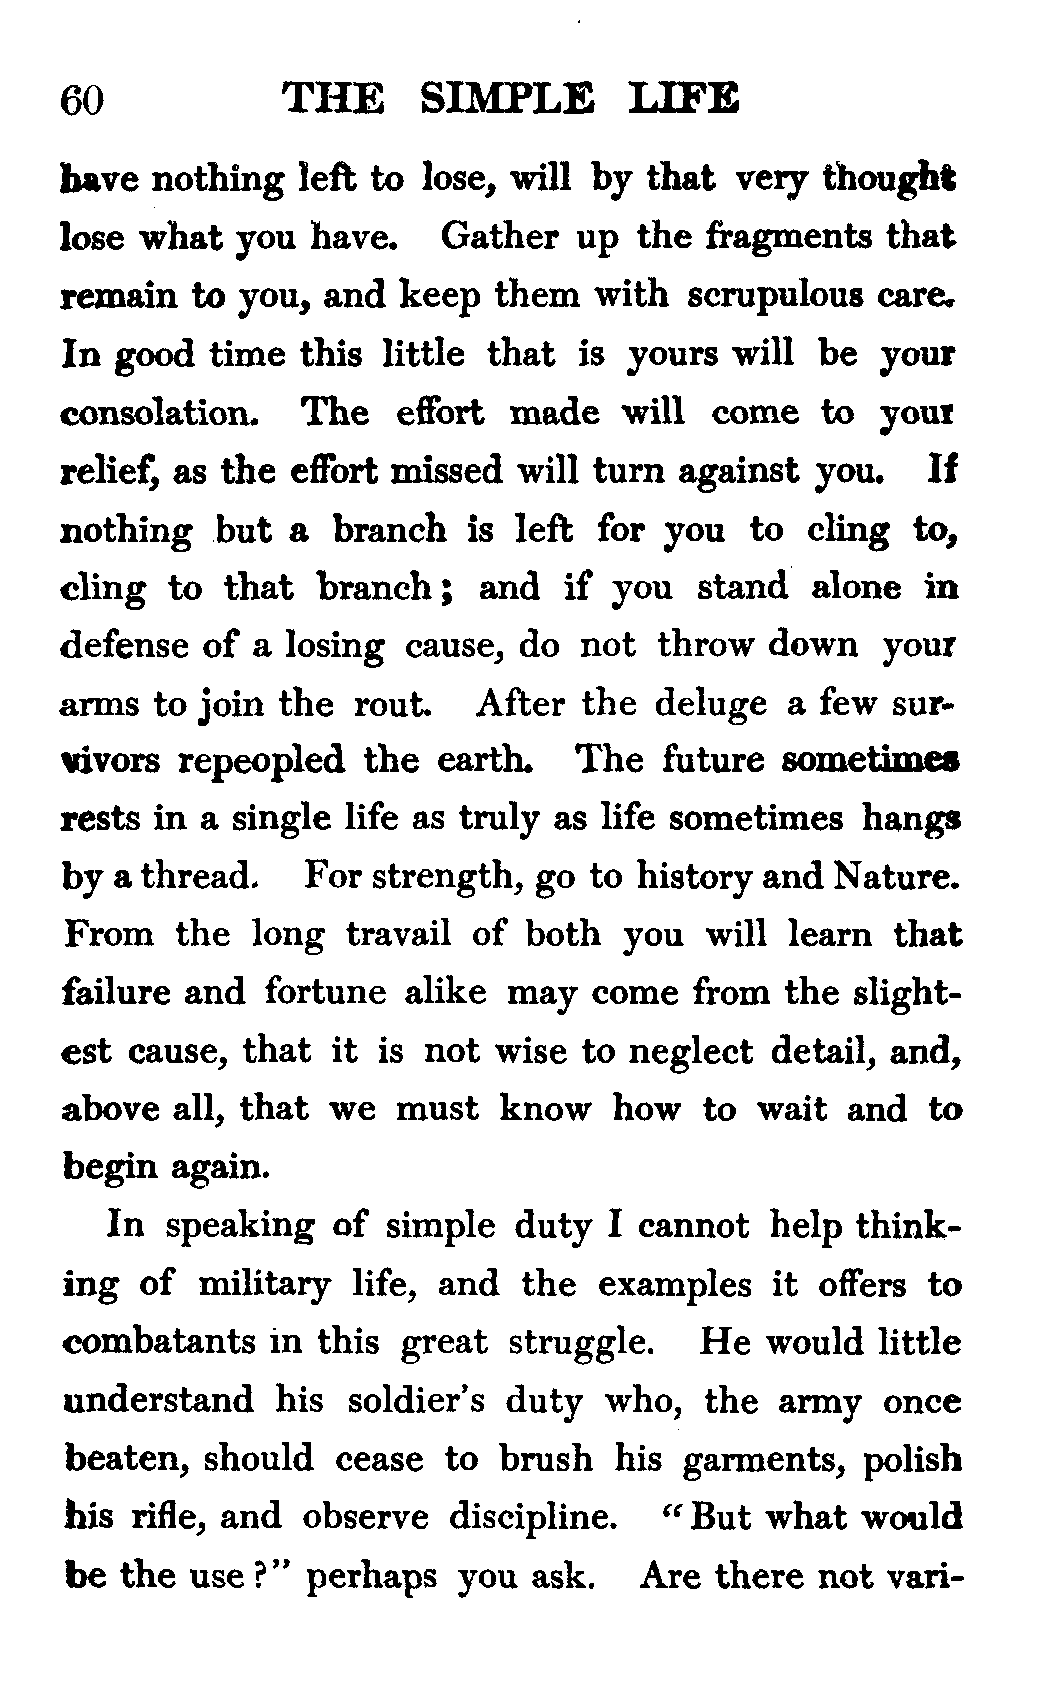 60 THE SIMPLE LIFE
have nothing left to lose, will by that very thought
lose what you have. Gather up the fragments that
remain to you, and keep them with scrupulous care.
In good time this little that is yours will be your
consolation. The effort made will come to your
relief, as the effort missed will turn against you. If
nothing but a branch is left for you to cling to,
cling to that branch; and if you stand alone in
defense of a losing cause, do not throw down your
arms to join the rout. After the deluge a few sur-
vivors repeopled the earth. The future sometimes
rests in a single life as truly as life sometimes hangs
by a thread. For strength, go to history and Nature.
From the long travail of both you will learn that
failure and fortune alike may come from the slight-
est cause, that it is not wise to neglect detail, and,
above all, that we must know how to wait and to
begin again.
In speaking of simple duty I cannot help think-
ing of military life, and the examples it offers to
combatants in this great struggle. He would little
understand his soldier's duty who, the army once
beaten, should cease to brush his garments, polish
his rifle, and observe discipline. "But what would
be the use?" perhaps you ask. Are there not vari-